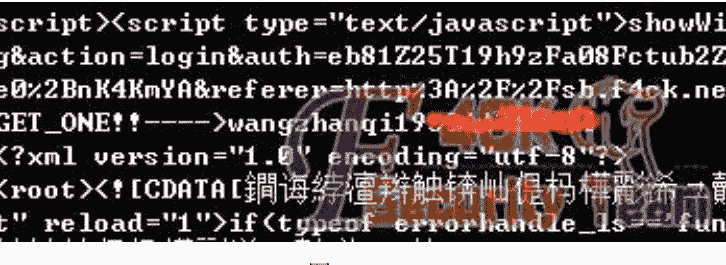 script><script type="text/javascript">showWi
g&action=login&auth=eb81Z25T19h9zFa08Fctub2Z
e0%2BnK4KmYA&referer=http%3A%2F%2Fsb.f4ck.ne
GET_ONE!!---->wangzhanqi19
<?xml version="1.0" encoding="utf-8"?>
<root><![CDATA[
t" reload="1">if(typeof errorhandle_ls== fun